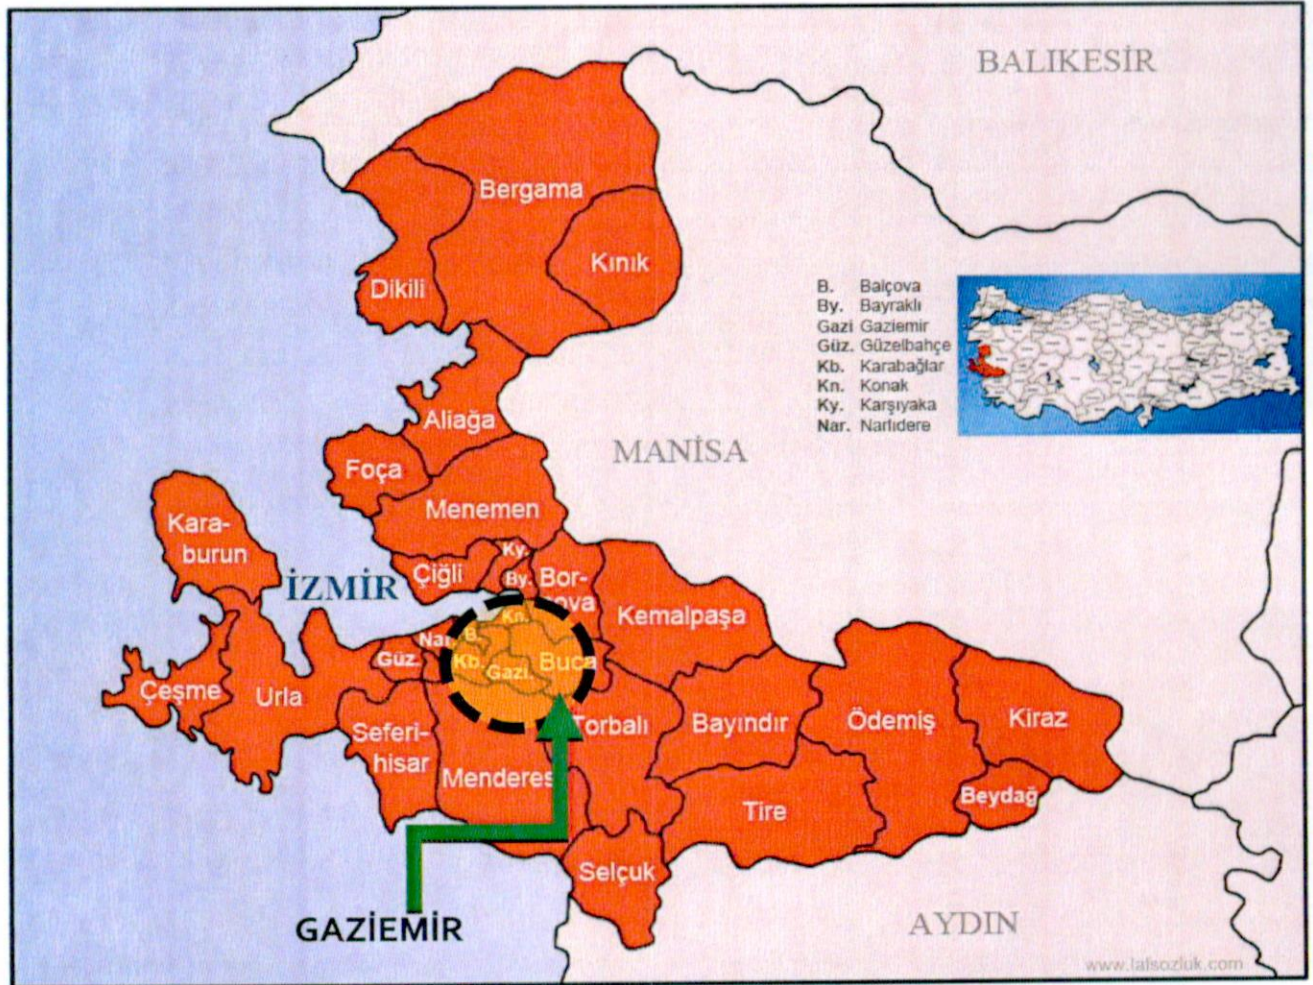 BALIKESİR
Bergama
Kınık
Dikili
B. Balçova
By. Bayraklı
Gazi Gaziemir
Güz. Güzelbahçe
Kb. Karabağlar
Kn. Konak
Ky. Karşıyaka
Nar. Narlıdere
Aliağa
MANİSA
Foça
Menemen
Kara-
burun
Ky.
Çiğli
By.
Bor-
nova
İZMİR
Kn.
Kemalpaşa
B.
Nar.
Güz.
Kb.
Gazi.
Buca
Çeşme
Urla
Seferi-
hisar
Torbalı
Bayındır
Ödemiş
Kiraz
Menderes
Tire
Beydağ
Selçuk
GAZİEMİR
AYDIN
www.lafsozluk.com